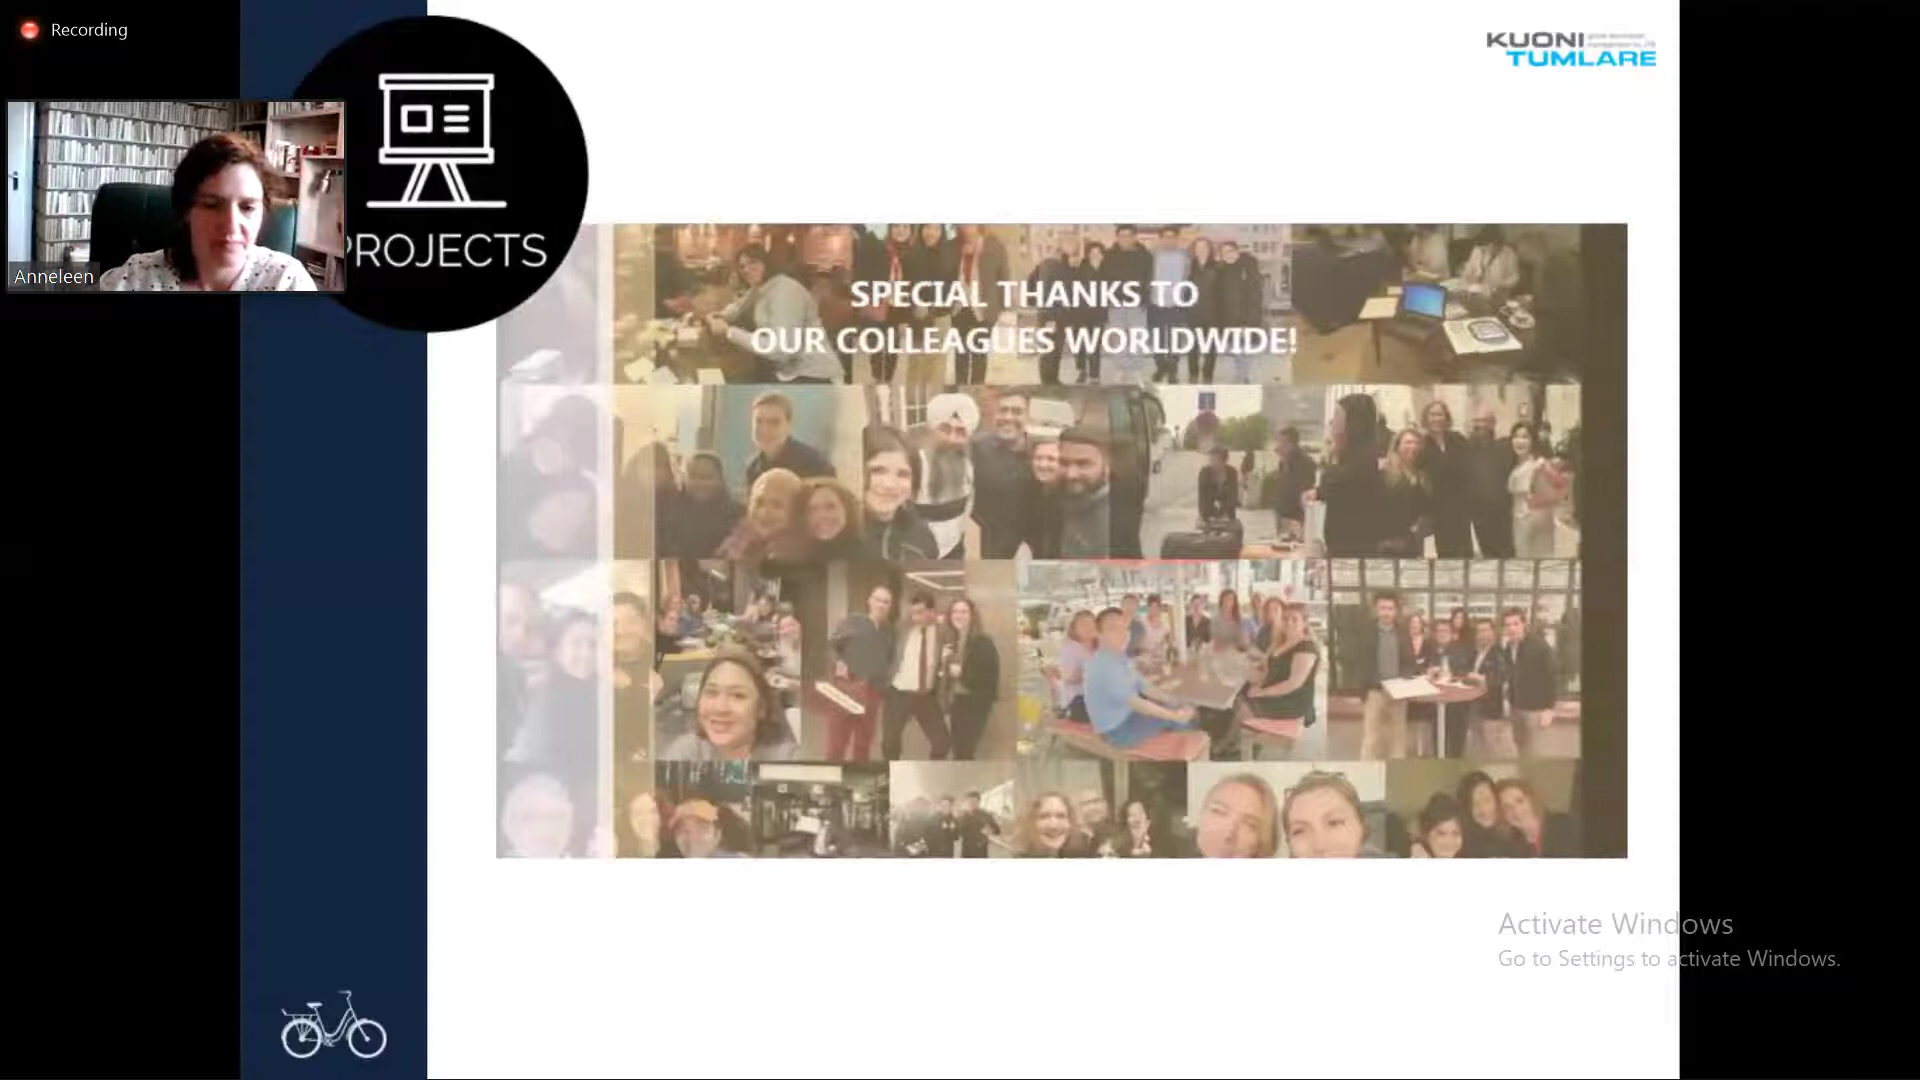 Recording
KUONI
TUMLARE
PROJECTS
Anneleen
SPECIAL THANKS TO
OUR COLLEAGUES WORLDWIDE!
Activate Windows
Go to Settings to activate Windows.